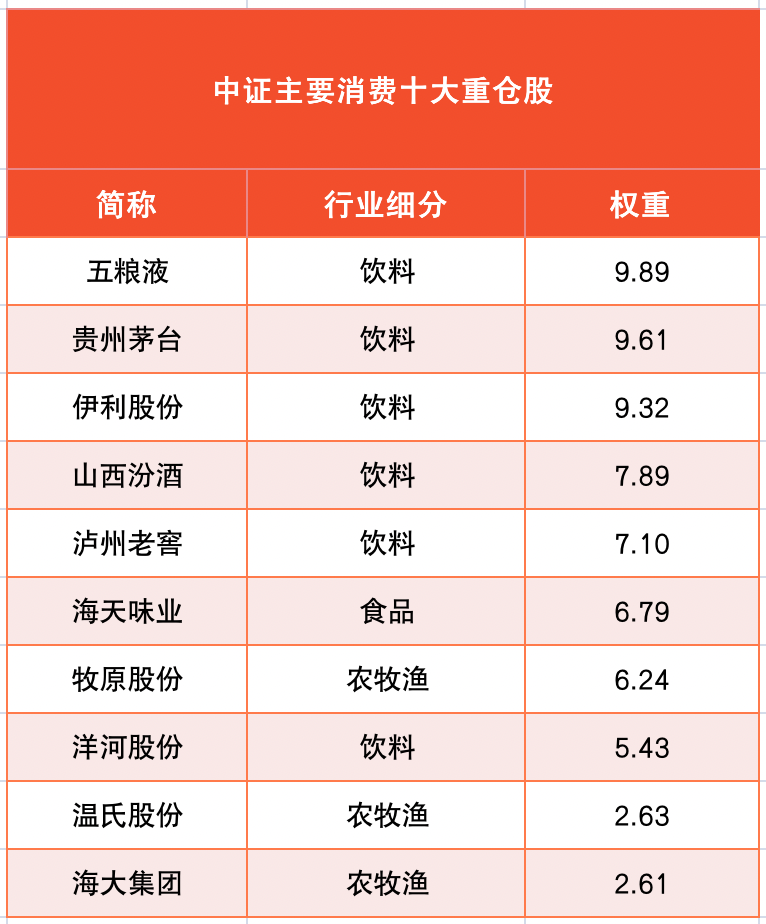 中证主要消费十大重仓股
简称 行业细分 权重
五粮液 饮料 9.89
贵州茅台 饮料 9.61
伊利股份 饮料 9.32
山西汾酒 饮料 7.89
泸州老窖 饮料 7.10
海天味业 食品 6.79
牧原股份 农牧渔 6.24
洋河股份 饮料 5.43
温氏股份 农牧渔 2.63
海大集团 农牧渔 2.61